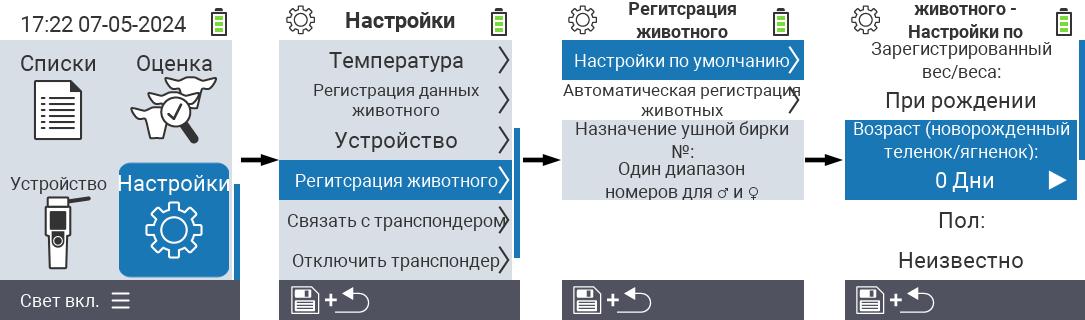 17:22 07-05-2024
Списки
Оценка
Устройство
Настройки
Свет вкл.
Настройки
Температура
Регистрация данных
животного
Устройство
Регитсрация животного
Связать с транспондером
Отключить транспондер
+
Регитсрация
животного
Настройки по умолчанию
Автоматическая регистрация
животных
Назначение ушной бирки
№:
Один диапазон
номеров для ♂ и ♀
+
животного -
Настройки по
Зарегистрированный
вес/веса:
При рождении
Возраст (новорожденный
теленок/ягненок):
0 Дни
Пол:
Неизвестно
+